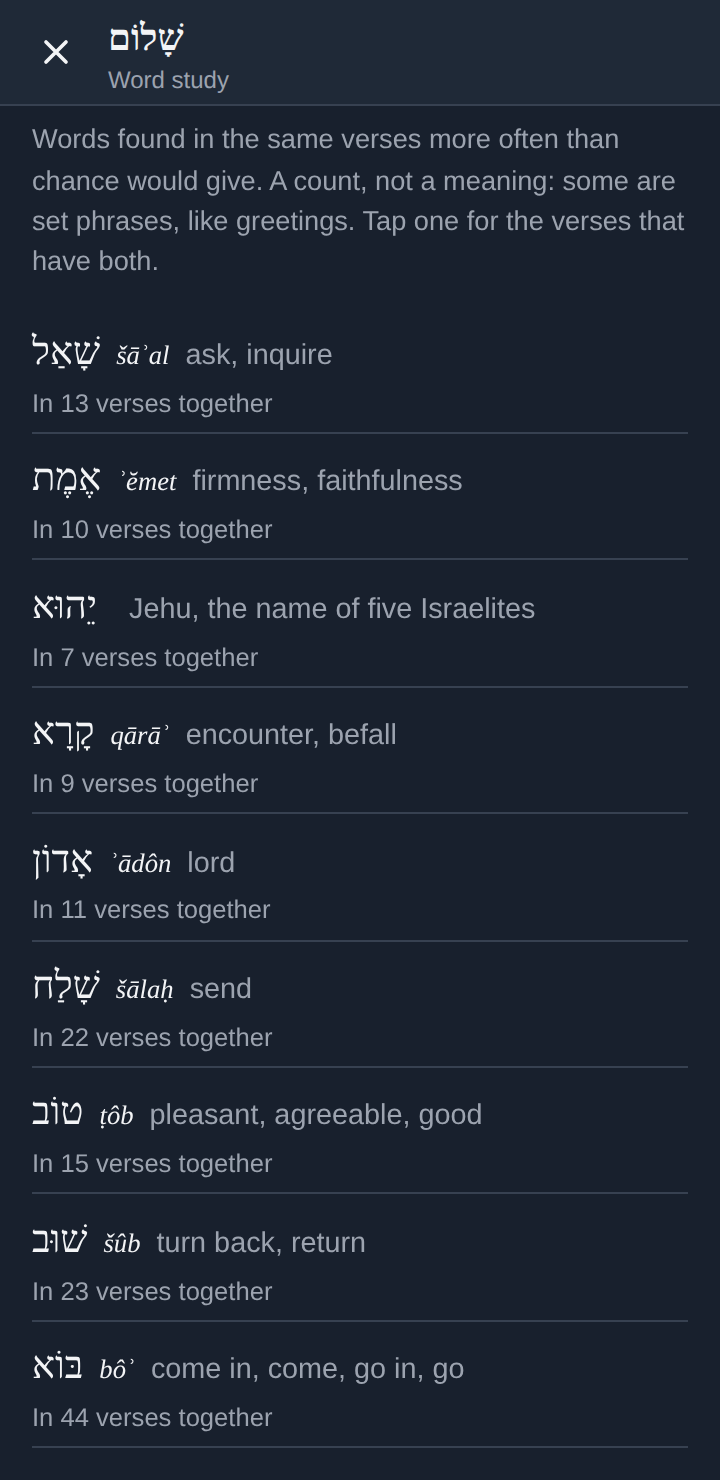 שָׁלוֹם
Word study
Words found in the same verses more often than
chance would give. A count, not a meaning: some are
set phrases, like greetings. Tap one for the verses that
have both.
שָׁאַל šāʾal ask, inquire
In 13 verses together
אֱמֶת ʾĕmet firmness, faithfulness
In 10 verses together
יֵהוּא Jehu, the name of five Israelites
In 7 verses together
קָרָא qārāʾ encounter, befall
In 9 verses together
אָדוֹן ʾādôn lord
In 11 verses together
שָׁלַח šālaḥ send
In 22 verses together
טוֹב ṭôb pleasant, agreeable, good
In 15 verses together
שׁוּב šûb turn back, return
In 23 verses together
בּוֹא bôʾ come in, come, go in, go
In 44 verses together